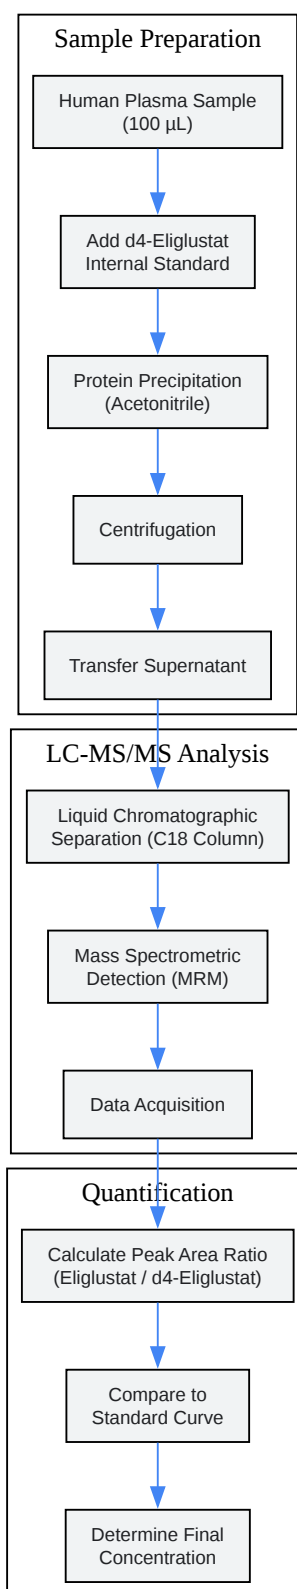 Sample Preparation
Human Plasma Sample
(100 µL)
Add d4-Eliglustat
Internal Standard
Protein Precipitation
(Acetonitrile)
Centrifugation
Transfer Supernatant
LC-MS/MS Analysis
Liquid Chromatographic
Separation (C18 Column)
Mass Spectrometric
Detection (MRM)
Data Acquisition
Quantification
Calculate Peak Area Ratio
(Eliglustat / d4-Eliglustat)
Compare to
Standard Curve
Determine Final
Concentration